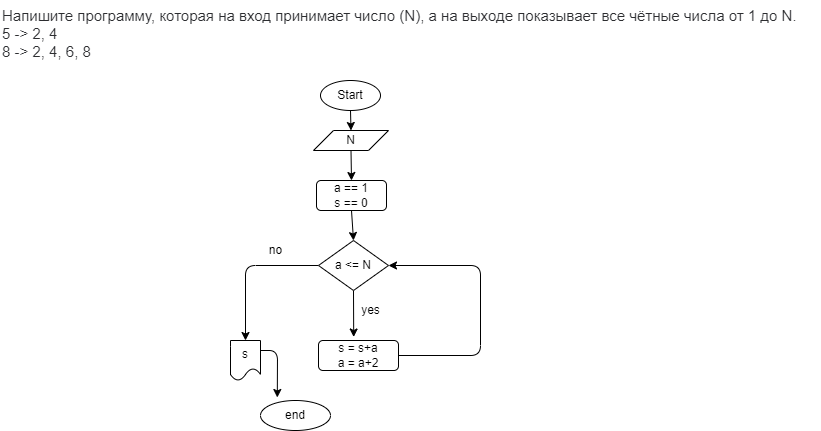 Напишите программу, которая на вход принимает число (N), а на выходе показывает все чётные числа от 1 до N.
5 -> 2, 4
8 -> 2, 4, 6, 8
Start
N
a == 1
s == 0
a <= N
no
yes
s = s+a
a = a+2
s
end